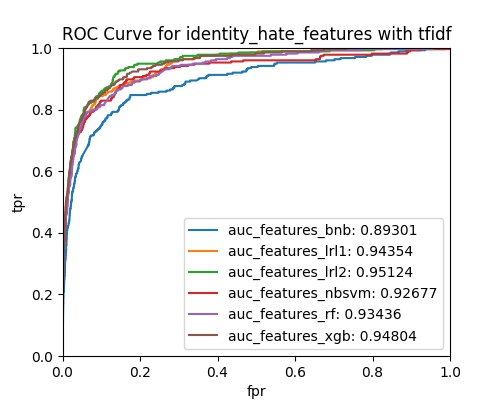 ROC Curve for identity_hate_features with tfidf
1.0
0.8
0.6
0.4
0.2
0.0
tpr
auc_features_bnb: 0.89301
auc_features_lrl1: 0.94354
auc_features_lrl2: 0.95124
auc_features_nbsvm: 0.92677
auc_features_rf: 0.93436
auc_features_xgb: 0.94804
0.0 0.2 0.4 0.6 0.8 1.0
fpr